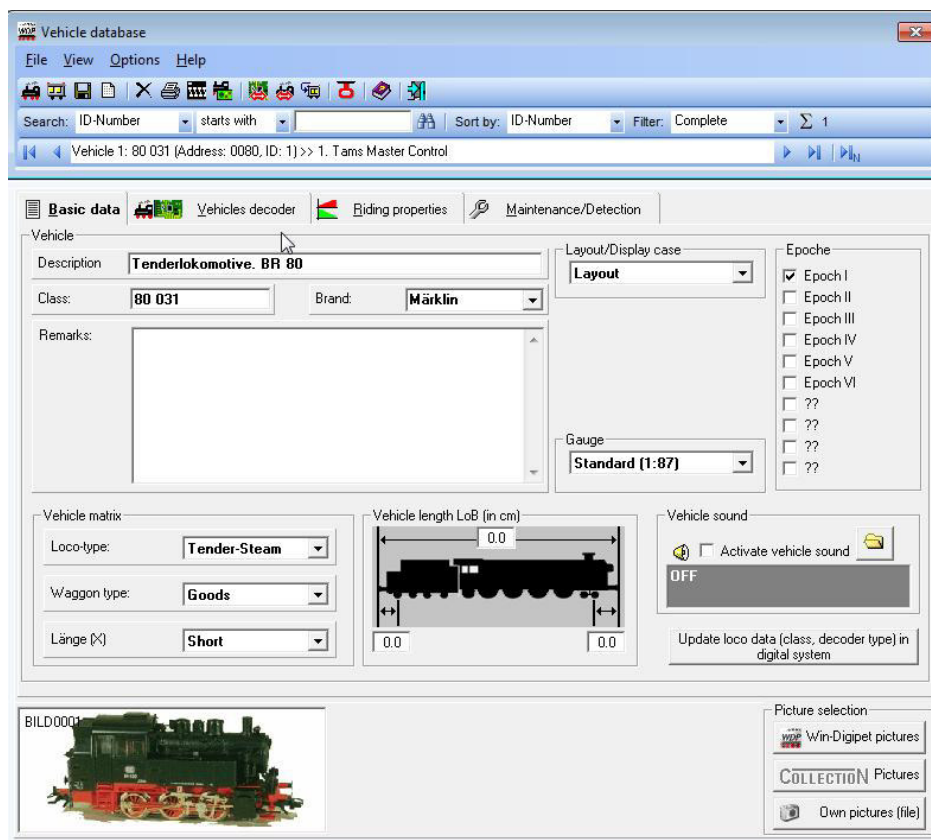 WDP Vehicle database
File View Options Help
Search: ID-Number starts with Sort by: ID-Number Filter: Complete Σ 1
Vehicle 1: 80 031 (Address: 0080, ID: 1) >> 1. Tams Master Control N
Basic data Vehicles decoder Riding properties Maintenance/Detection
Vehicle
Description Tenderlokomotive. BR 80
Class: 80 031 Brand: Märklin
Remarks:
Layout/Display case
Layout
Gauge
Standard (1:87)
Epoche
Epoch I
Epoch II
Epoch III
Epoch IV
Epoch V
Epoch VI
??
??
??
??
Vehicle matrix
Loco-type: Tender-Steam
Waggon type: Goods
Länge (X) Short
Vehicle length LoB (in cm)
0.0
0.0 0.0
Vehicle sound
Activate vehicle sound
OFF
Update loco data (class, decoder type) in
digital system
BILD0001
Picture selection
WDP Win-Digipet pictures
COLLECTION Pictures
Own pictures (file)